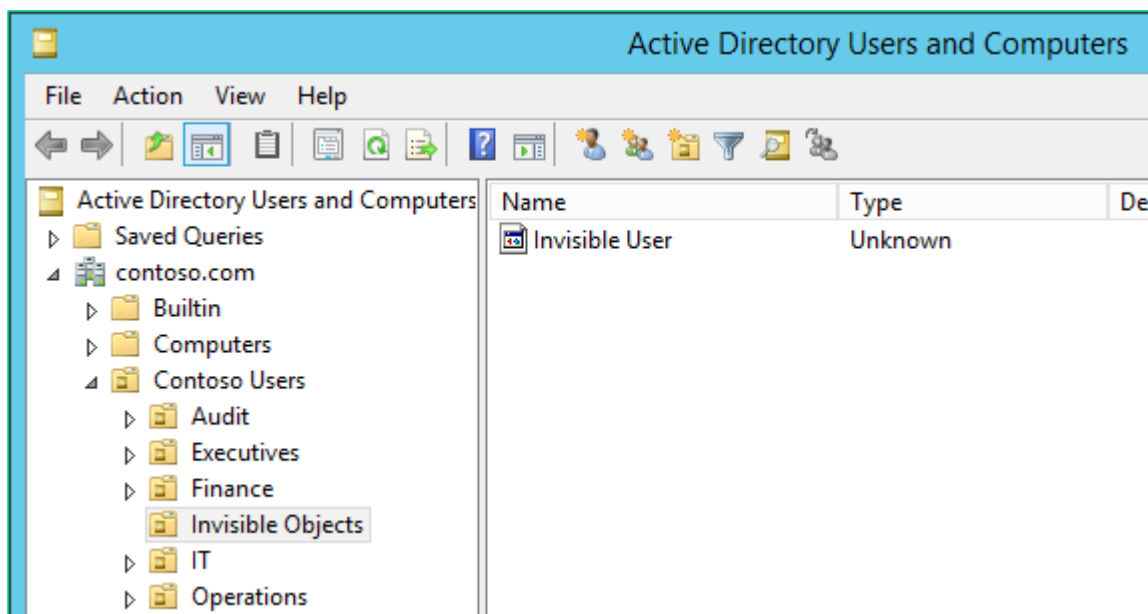 Active Directory Users and Computers
File Action View Help
Active Directory Users and Computers
Saved Queries
contoso.com
Builtin
Computers
Contoso Users
Audit
Executives
Finance
Invisible Objects
IT
Operations
Name Type De
Invisible User Unknown